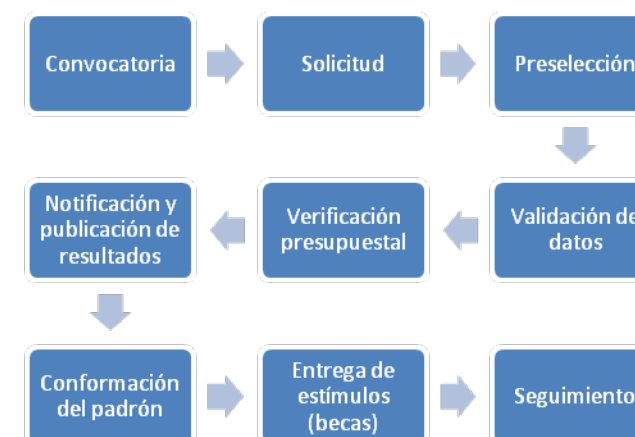 Convocatoria
Solicitud
Preselección
Validación de
datos
Verificación
presupuestal
Notificación y
publicación de
resultados
Conformación
del padrón
Entrega de
estímulos
(becas)
Seguimiento